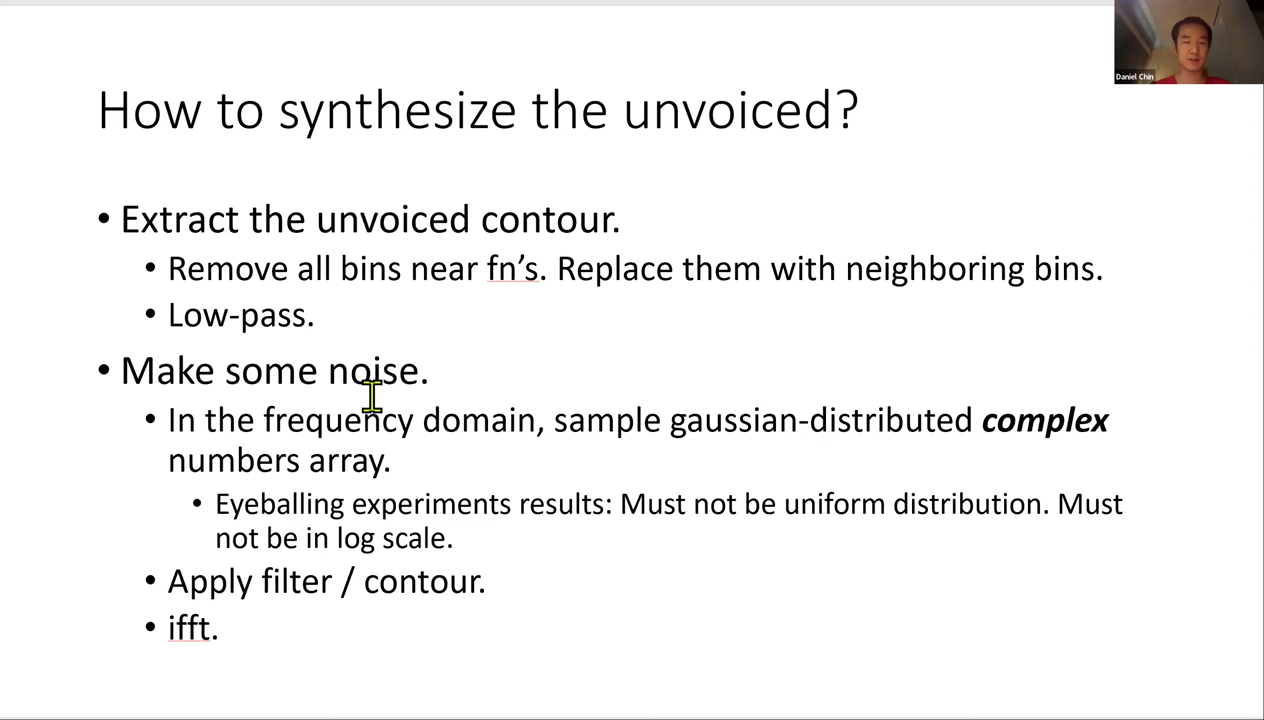 Daniel Chin
How to synthesize the unvoiced?
• Extract the unvoiced contour.
• Remove all bins near fn’s. Replace them with neighboring bins.
• Low-pass.
• Make some noise.
• In the frequency domain, sample gaussian-distributed complex
numbers array.
• Eyeballing experiments results: Must not be uniform distribution. Must
not be in log scale.
• Apply filter / contour.
• ifft.